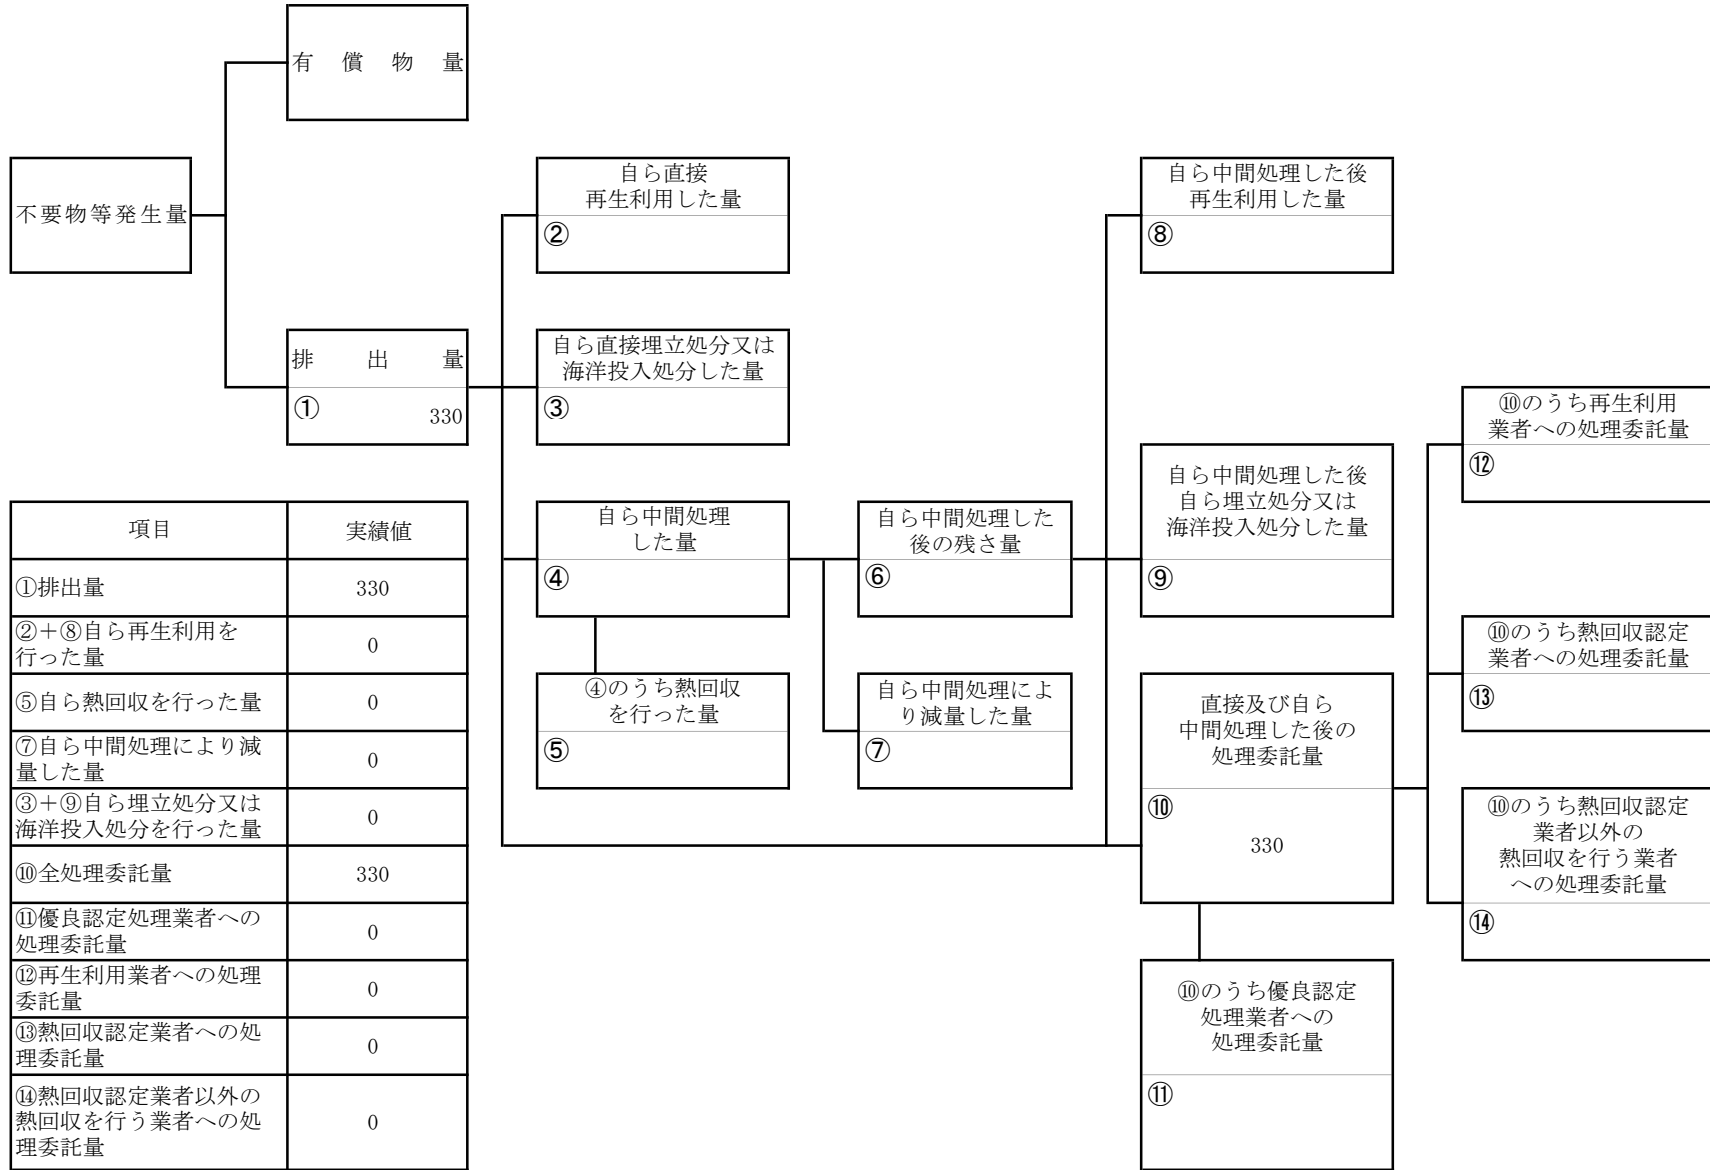 有償物量
不要物等発生量
排出量
①
330
自ら直接
再生利用した量
②
自ら直接埋立処分又は
海洋投入処分した量
③
自ら中間処理
した量
④
④のうち熱回収
を行った量
⑤
自ら中間処理した
後の残さ量
⑥
自ら中間処理によ
り減量した量
⑦
自ら中間処理した後
再生利用した量
⑧
自ら中間処理した後
自ら埋立処分又は
海洋投入処分した量
⑨
直接及び自ら
中間処理した後の
処理委託量
⑩
330
⑩のうち優良認定
処理業者への
処理委託量
⑪
⑩のうち再生利用
業者への処理委託量
⑫
⑩のうち熱回収認定
業者への処理委託量
⑬
⑩のうち熱回収認定
業者以外の
熱回収を行う業者
への処理委託量
⑭
項目 実績値
①排出量 330
②＋⑧自ら再生利用を
行った量 0
⑤自ら熱回収を行った量 0
⑦自ら中間処理により減
量した量 0
③＋⑨自ら埋立処分又は
海洋投入処分を行った量 0
⑩全処理委託量 330
⑪優良認定処理業者への
処理委託量 0
⑫再生利用業者への処理
委託量 0
⑬熱回収認定業者への処
理委託量 0
⑭熱回収認定業者以外の
熱回収を行う業者への処
理委託量 0